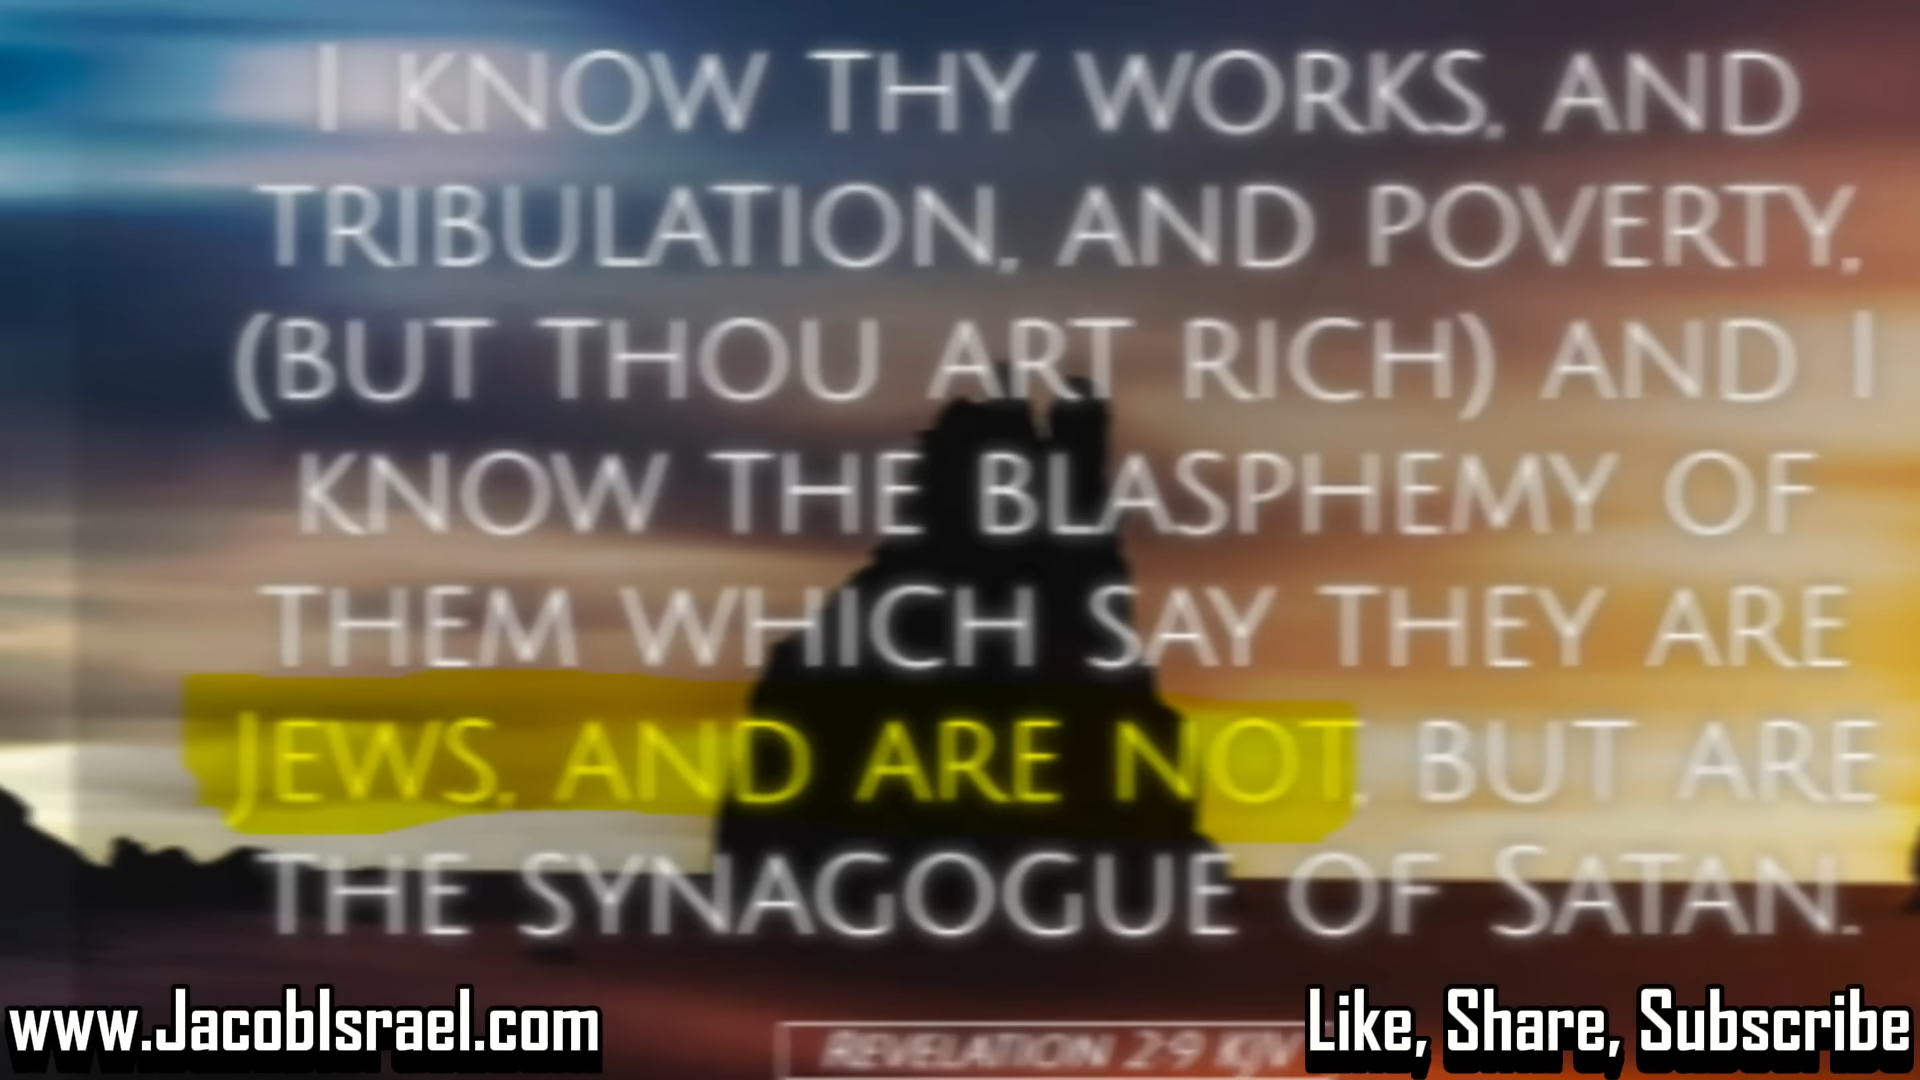 I KNOW THY WORKS, AND
TRIBULATION, AND POVERTY,
(BUT THOU ART RICH) AND I
KNOW THE BLASPHEMY OF
THEM WHICH SAY THEY ARE
JEWS, AND ARE NOT, BUT ARE
THE SYNAGOGUE OF SATAN.
REVELATION 2:9 KJV
www.JacobIsrael.com
Like, Share, Subscribe